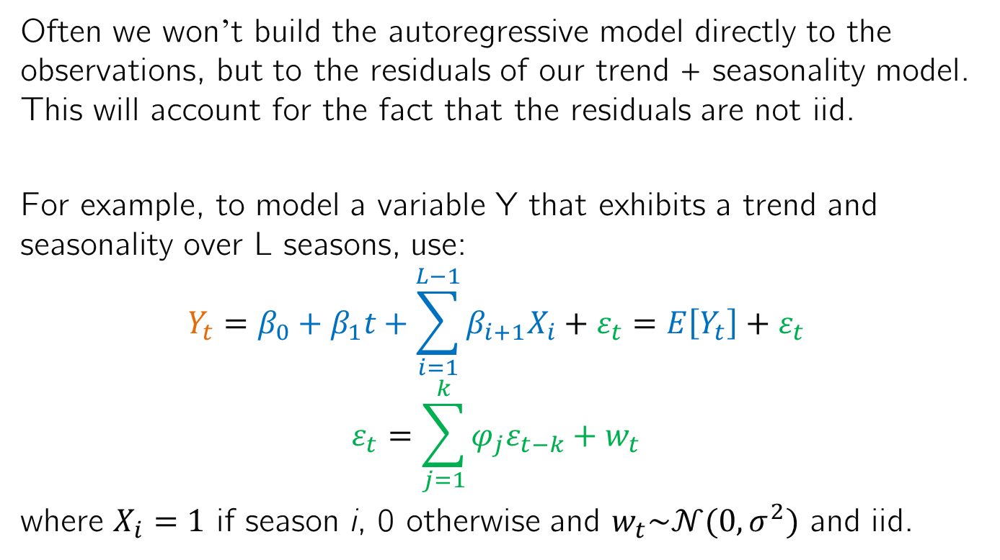 Often we won't build the autoregressive model directly to the
observations, but to the residuals of our trend + seasonality model.
This will account for the fact that the residuals are not iid.
For example, to model a variable Y that exhibits a trend and
seasonality over L seasons, use:
$Y_t = \beta_0 + \beta_1 t + \sum_{i=1}^{L-1} \beta_{i+1} X_i + \varepsilon_t = E[Y_t] + \varepsilon_t$
$\varepsilon_t = \sum_{j=1}^{k} \varphi_j \varepsilon_{t-k} + w_t$
where $X_i = 1$ if season i, 0 otherwise and $w_t \sim \mathcal{N}(0, \sigma^2)$ and iid.